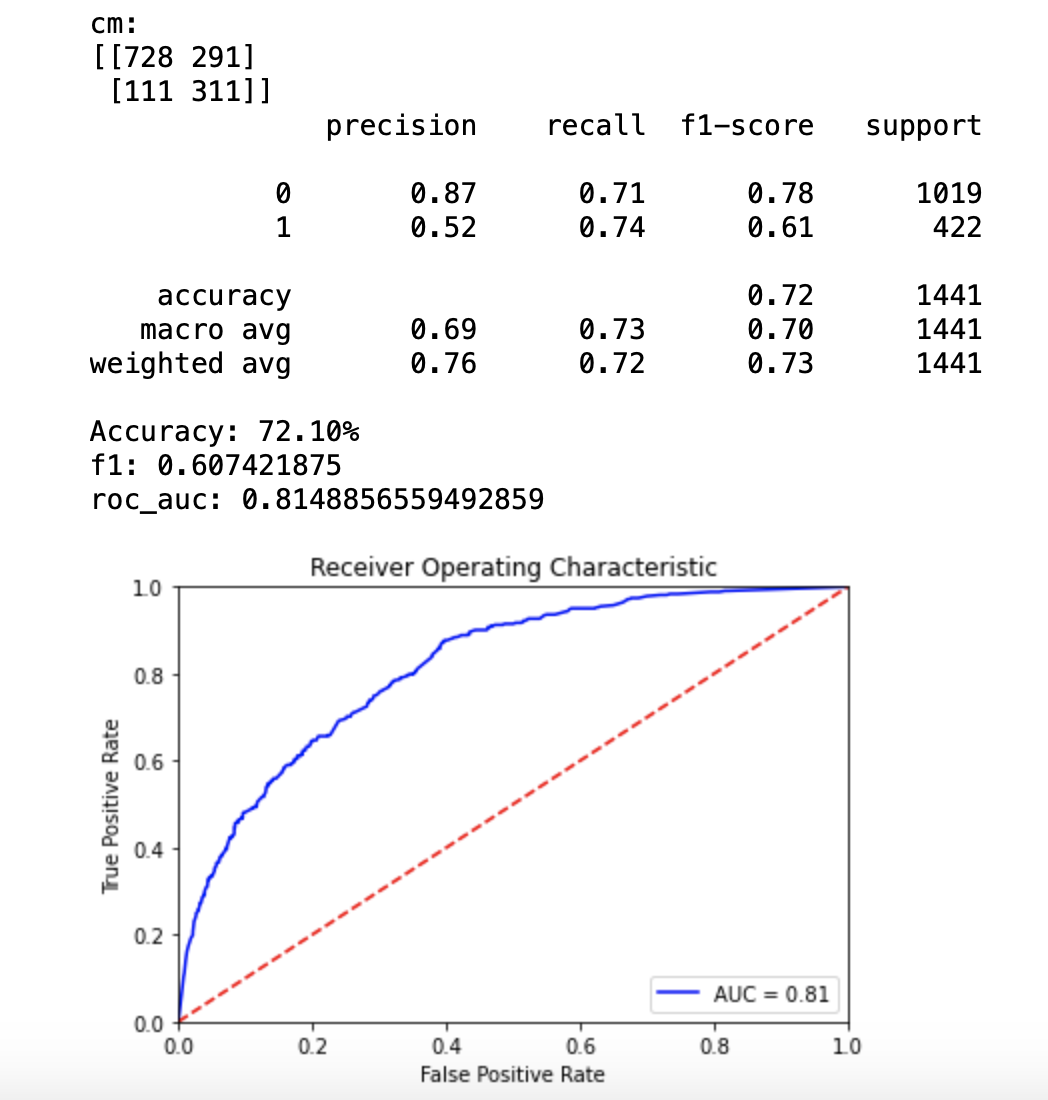 cm:
[[728 291]
[111 311]]
precision recall f1-score support
0 0.87 0.71 0.78 1019
1 0.52 0.74 0.61 422
accuracy 0.72 1441
macro avg 0.69 0.73 0.70 1441
weighted avg 0.76 0.72 0.73 1441
Accuracy: 72.10%
f1: 0.607421875
roc_auc: 0.8148856559492859
Receiver Operating Characteristic
1.0
0.8
0.6
0.4
0.2
0.0
True Positive Rate
AUC = 0.81
0.0 0.2 0.4 0.6 0.8 1.0
False Positive Rate